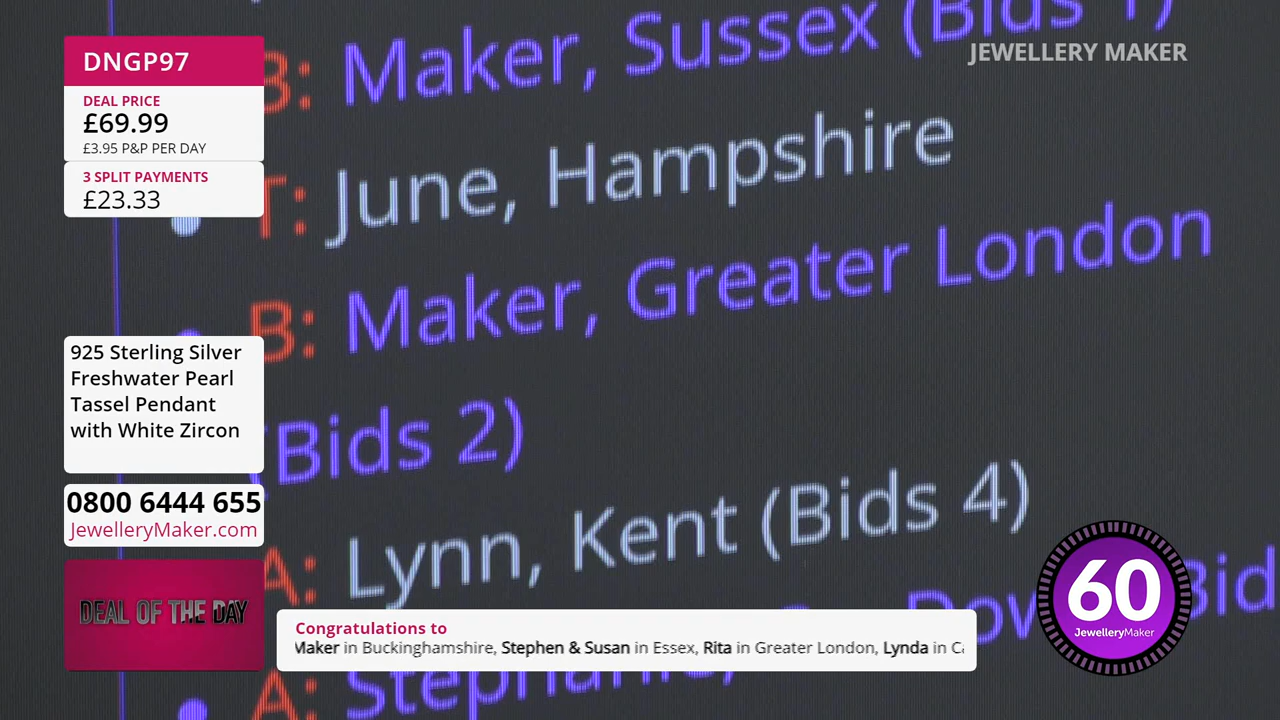 DNGP97
DEAL PRICE
£69.99
£3.95 P&P PER DAY
3 SPLIT PAYMENTS
£23.33
925 Sterling Silver
Freshwater Pearl
Tassel Pendant
with White Zircon
0800 6444 655
JewelleryMaker.com
DEAL OF THE DAY
JEWELLERY MAKER
B: Maker, Sussex (Bids 1)
T: June, Hampshire
B: Maker, Greater London
(Bids 2)
A: Lynn, Kent (Bids 4)
A: Stephanie,
Congratulations to
Maker in Buckinghamshire, Stephen & Susan in Essex, Rita in Greater London, Lynda in
60
JewelleryMaker